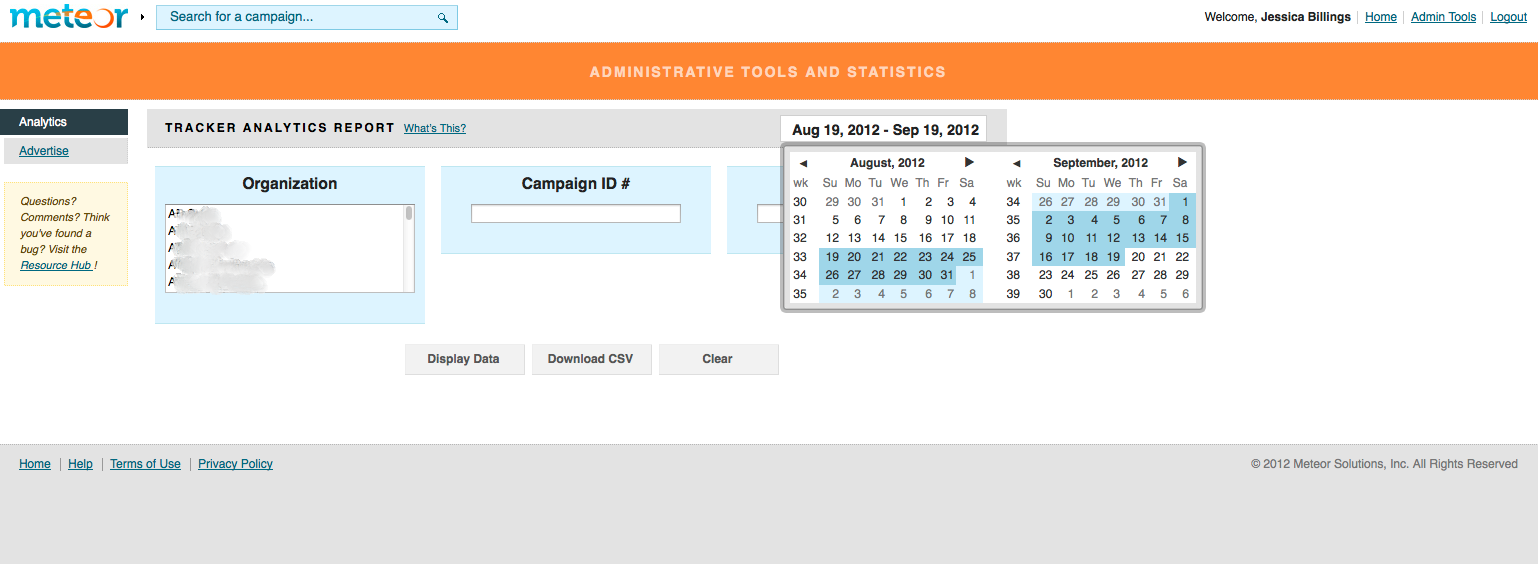 meteor
Search for a campaign...
Welcome, Jessica Billings Home Admin Tools Logout
ADMINISTRATIVE TOOLS AND STATISTICS
Analytics
Advertise
Questions?
Comments? Think
you've found a
bug? Visit the
Resource Hub !
TRACKER ANALYTICS REPORT What's This?
Aug 19, 2012 - Sep 19, 2012
Organization
Campaign ID #
◄ August, 2012 ►
wk Su Mo Tu We Th Fr Sa
30 29 30 31 1 2 3 4
31 5 6 7 8 9 10 11
32 12 13 14 15 16 17 18
33 19 20 21 22 23 24 25
34 26 27 28 29 30 31 1
35 2 3 4 5 6 7 8
◄ September, 2012 ►
wk Su Mo Tu We Th Fr Sa
34 26 27 28 29 30 31 1
35 2 3 4 5 6 7 8
36 9 10 11 12 13 14 15
37 16 17 18 19 20 21 22
38 23 24 25 26 27 28 29
39 30 1 2 3 4 5 6
Display Data
Download CSV
Clear
Home Help Terms of Use Privacy Policy
© 2012 Meteor Solutions, Inc. All Rights Reserved